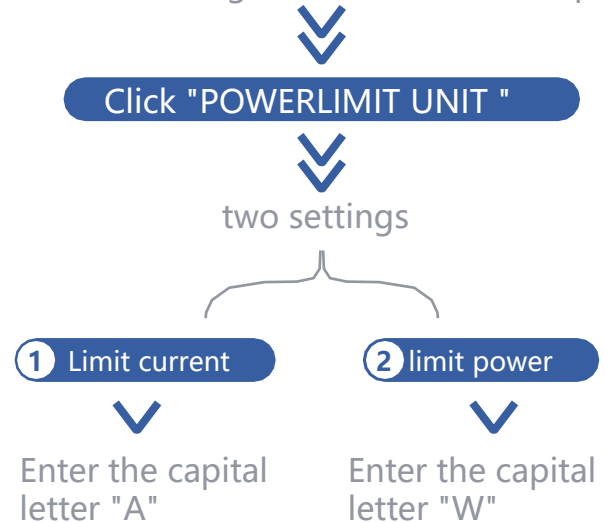 Click "POWERLIMIT UNIT "
two settings
1 Limit current
2 limit power
Enter the capital
letter "A"
Enter the capital
letter "W"